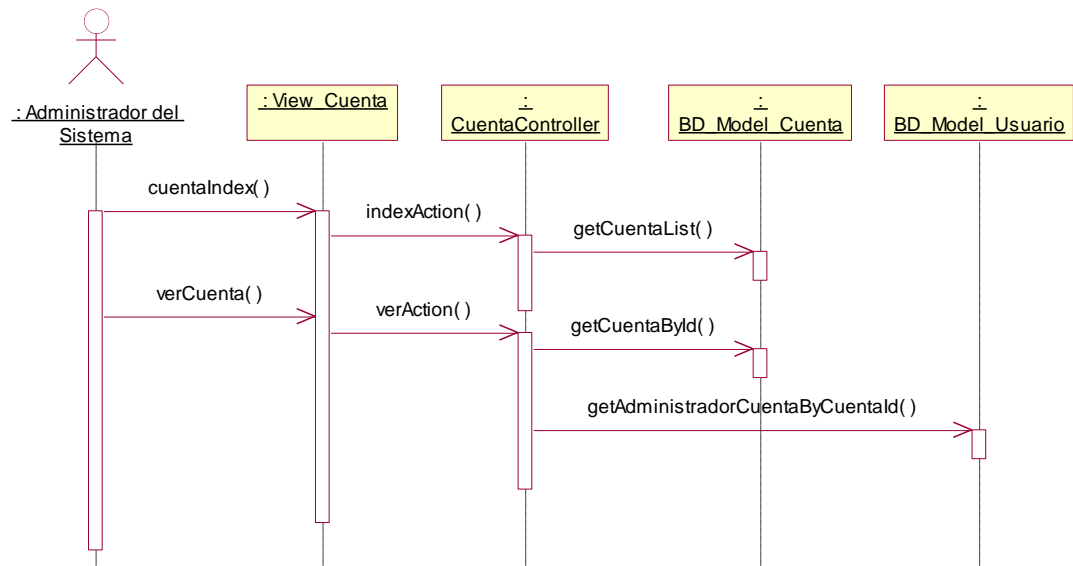 : Administrador del
Sistema
: View_Cuenta
:
CuentaController
:
BD_Model_Cuenta
:
BD_Model_Usuario
cuentaIndex( )
indexAction( )
getCuentaList( )
verCuenta( )
verAction( )
getCuentaById( )
getAdministradorCuentaByCuentaId( )